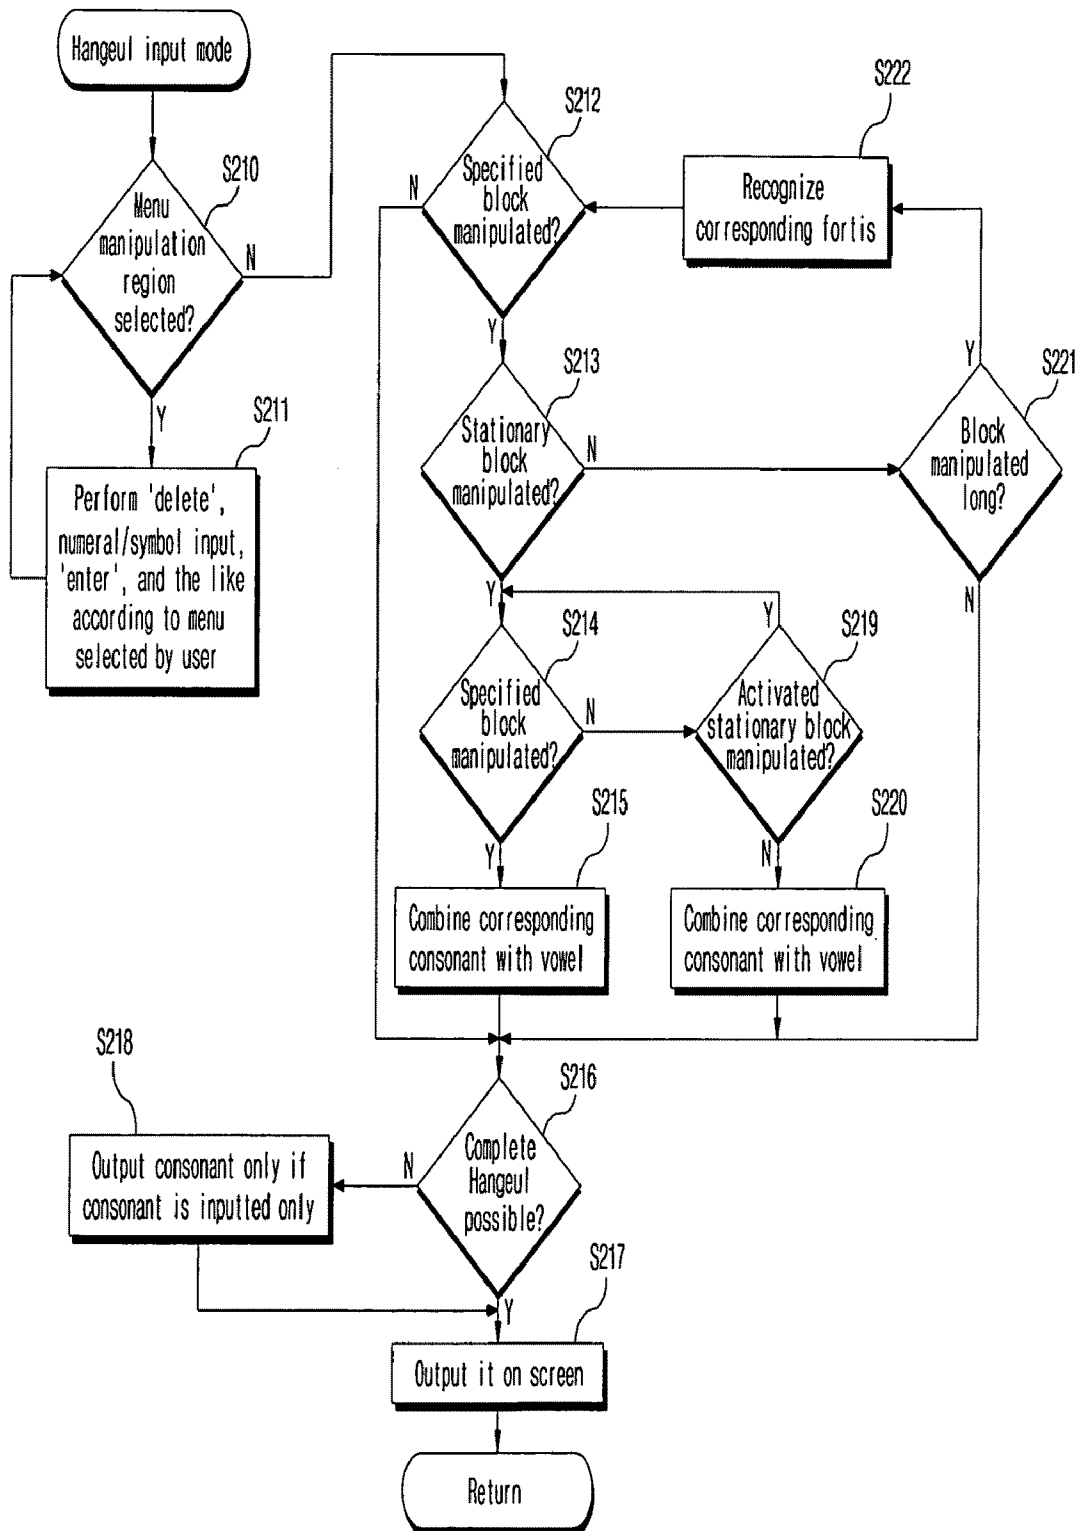 Hangeul input mode
S210
Menu
manipulation
region
selected?
N
Y
S211
Perform 'delete',
numeral/symbol input,
'enter', and the like
according to menu
selected by user
S212
Specified
block
manipulated?
N
Y
S222
Recognize
corresponding fortis
S213
Stationary
block
manipulated?
N
Y
S221
Block
manipulated
long?
Y
N
S214
Specified
block
manipulated?
N
Y
S219
Activated
stationary block
manipulated?
Y
N
S215
Combine corresponding
consonant with vowel
S220
Combine corresponding
consonant with vowel
S216
Complete
Hangeul
possible?
N
Y
S218
Output consonant only if
consonant is inputted only
S217
Output it on screen
Return